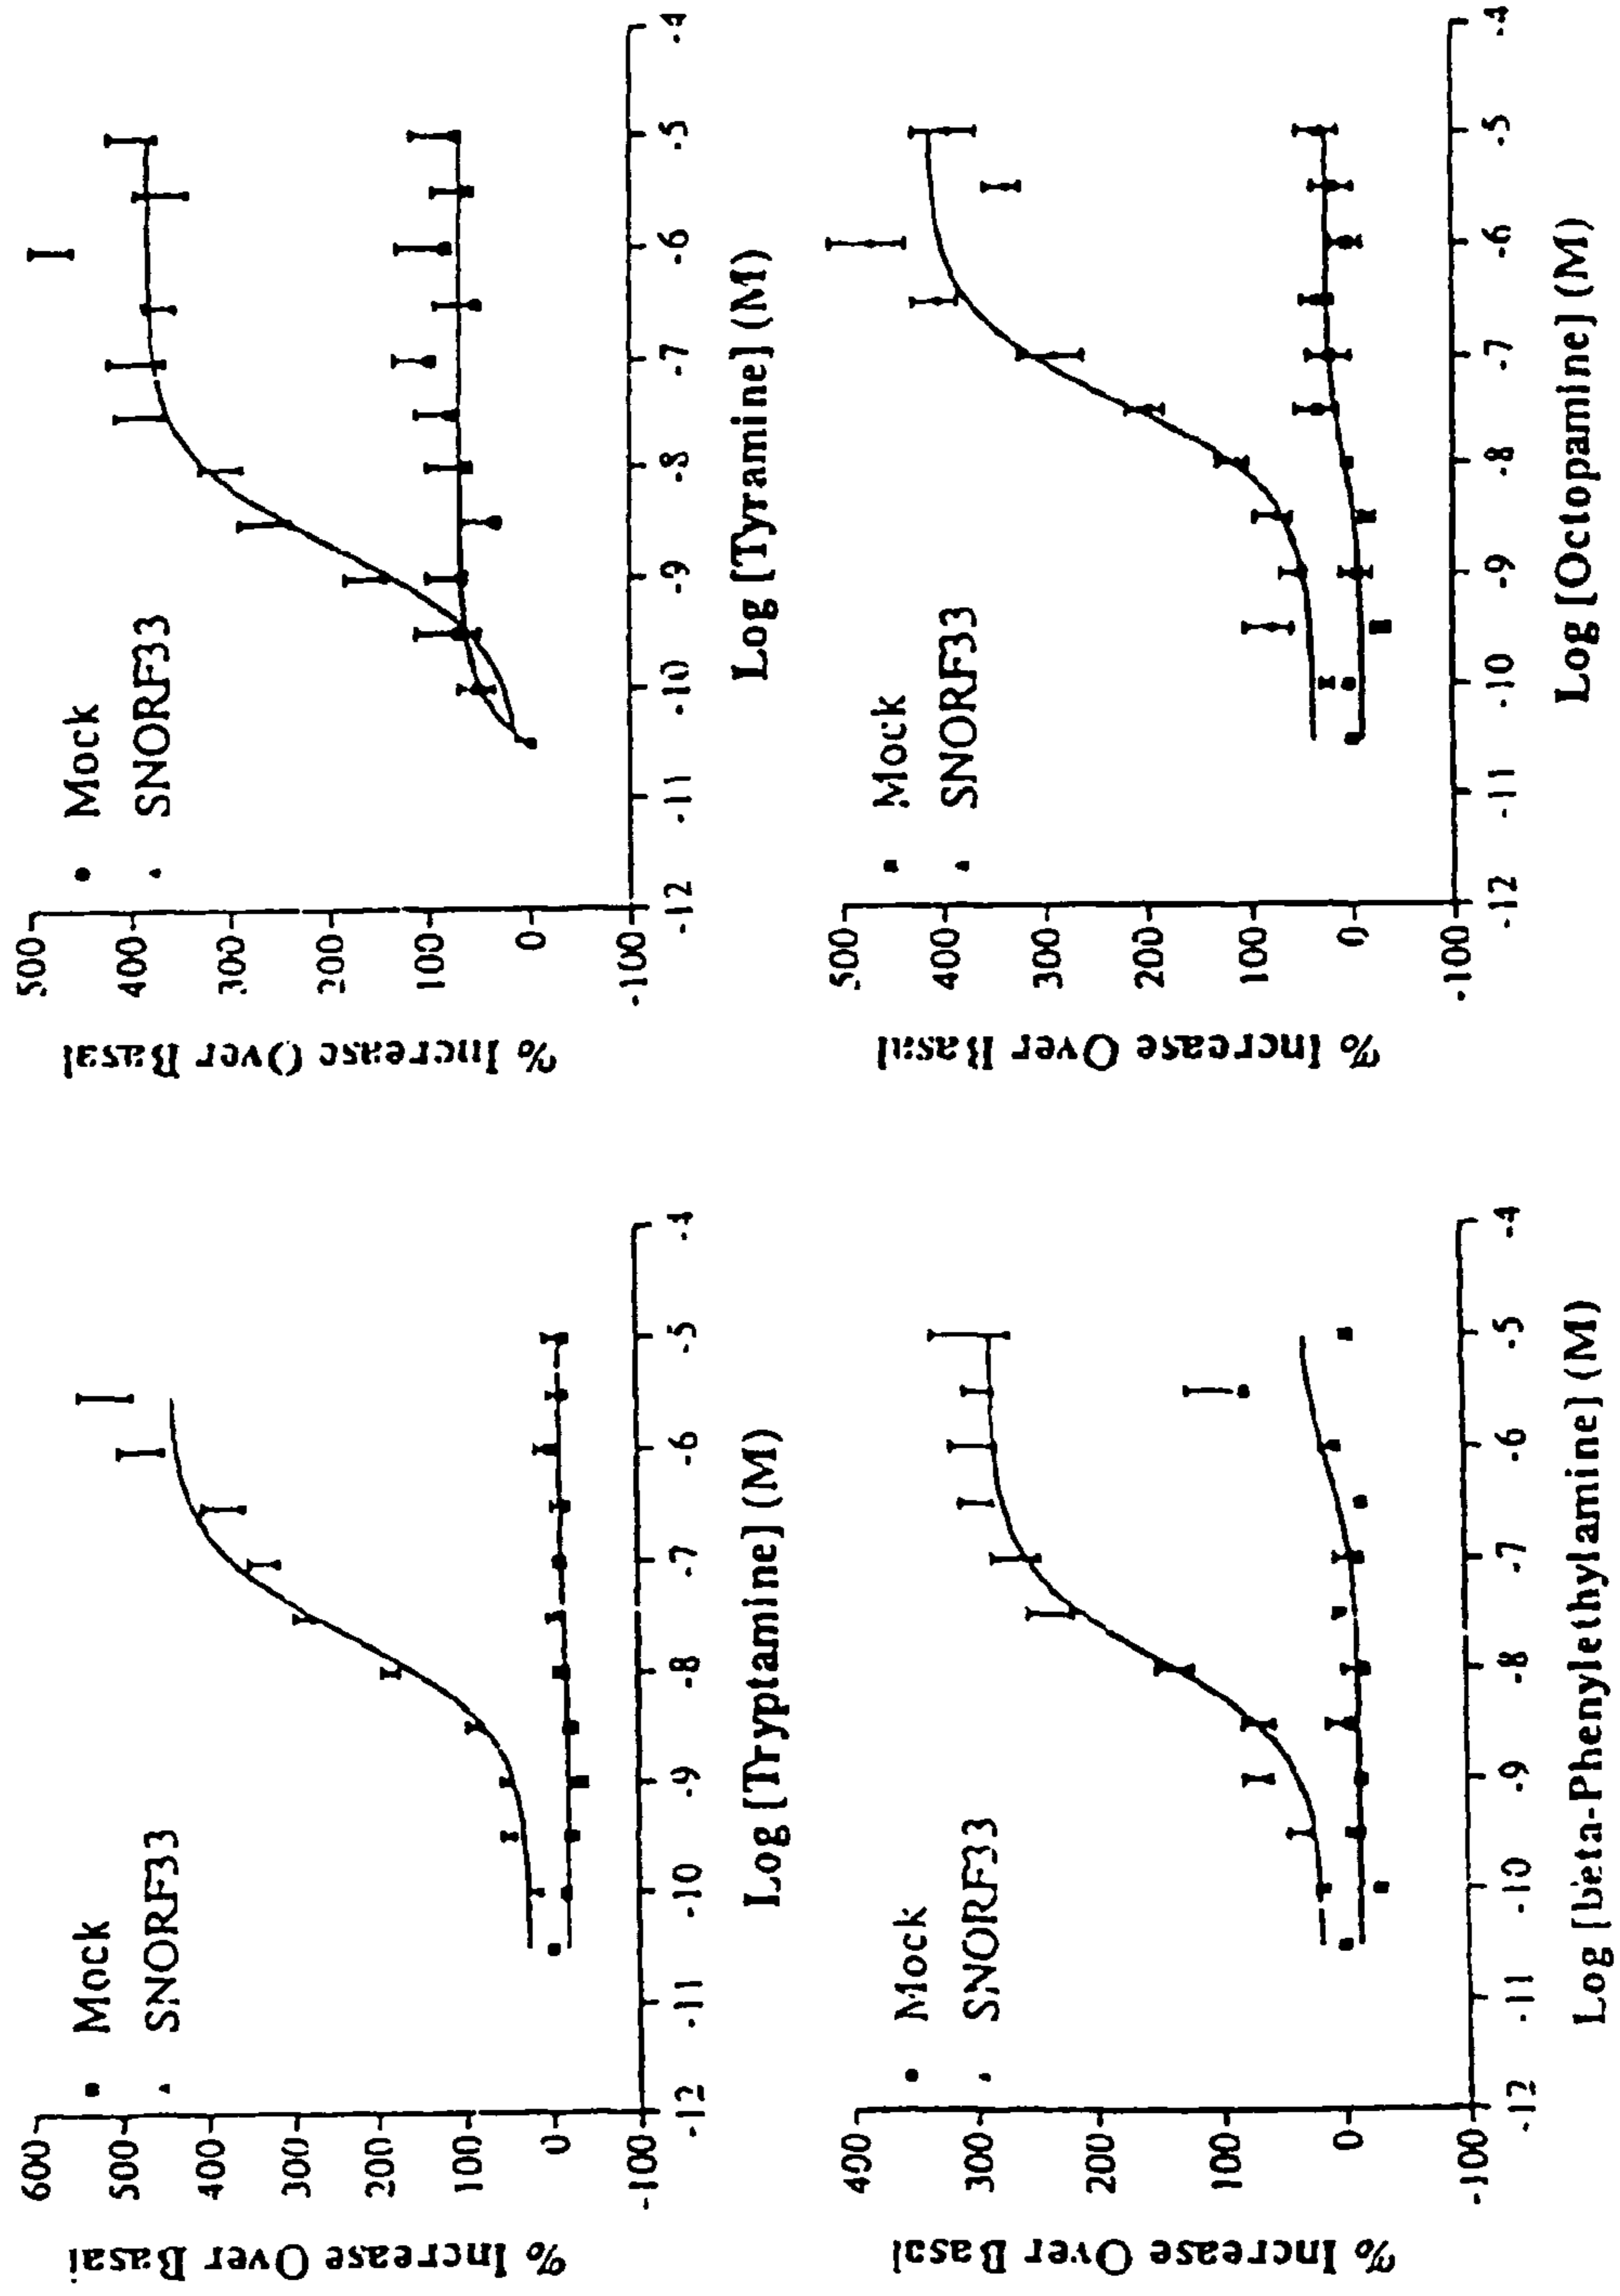 % Increase Over Basal
600
500
400
300
200
100
0
-100
Mock
SNORF33
-12 -11 -10 -9 -8 -7 -6 -5 -4
Log [Tryptamine] (M)
% Increase Over Basal
500
400
300
200
100
0
-100
Mock
SNORF33
-12 -11 -10 -9 -8 -7 -6 -5 -4
Log [Tyramine] (M)
% Increase Over Basal
400
300
200
100
0
-100
Mock
SNORF33
-12 -11 -10 -9 -8 -7 -6 -5 -4
Log [beta-Phenylethylamine] (M)
% Increase Over Basal
500
400
300
200
100
0
-100
Mock
SNORF33
-12 -11 -10 -9 -8 -7 -6 -5 -4
Log [Octopamine] (M)